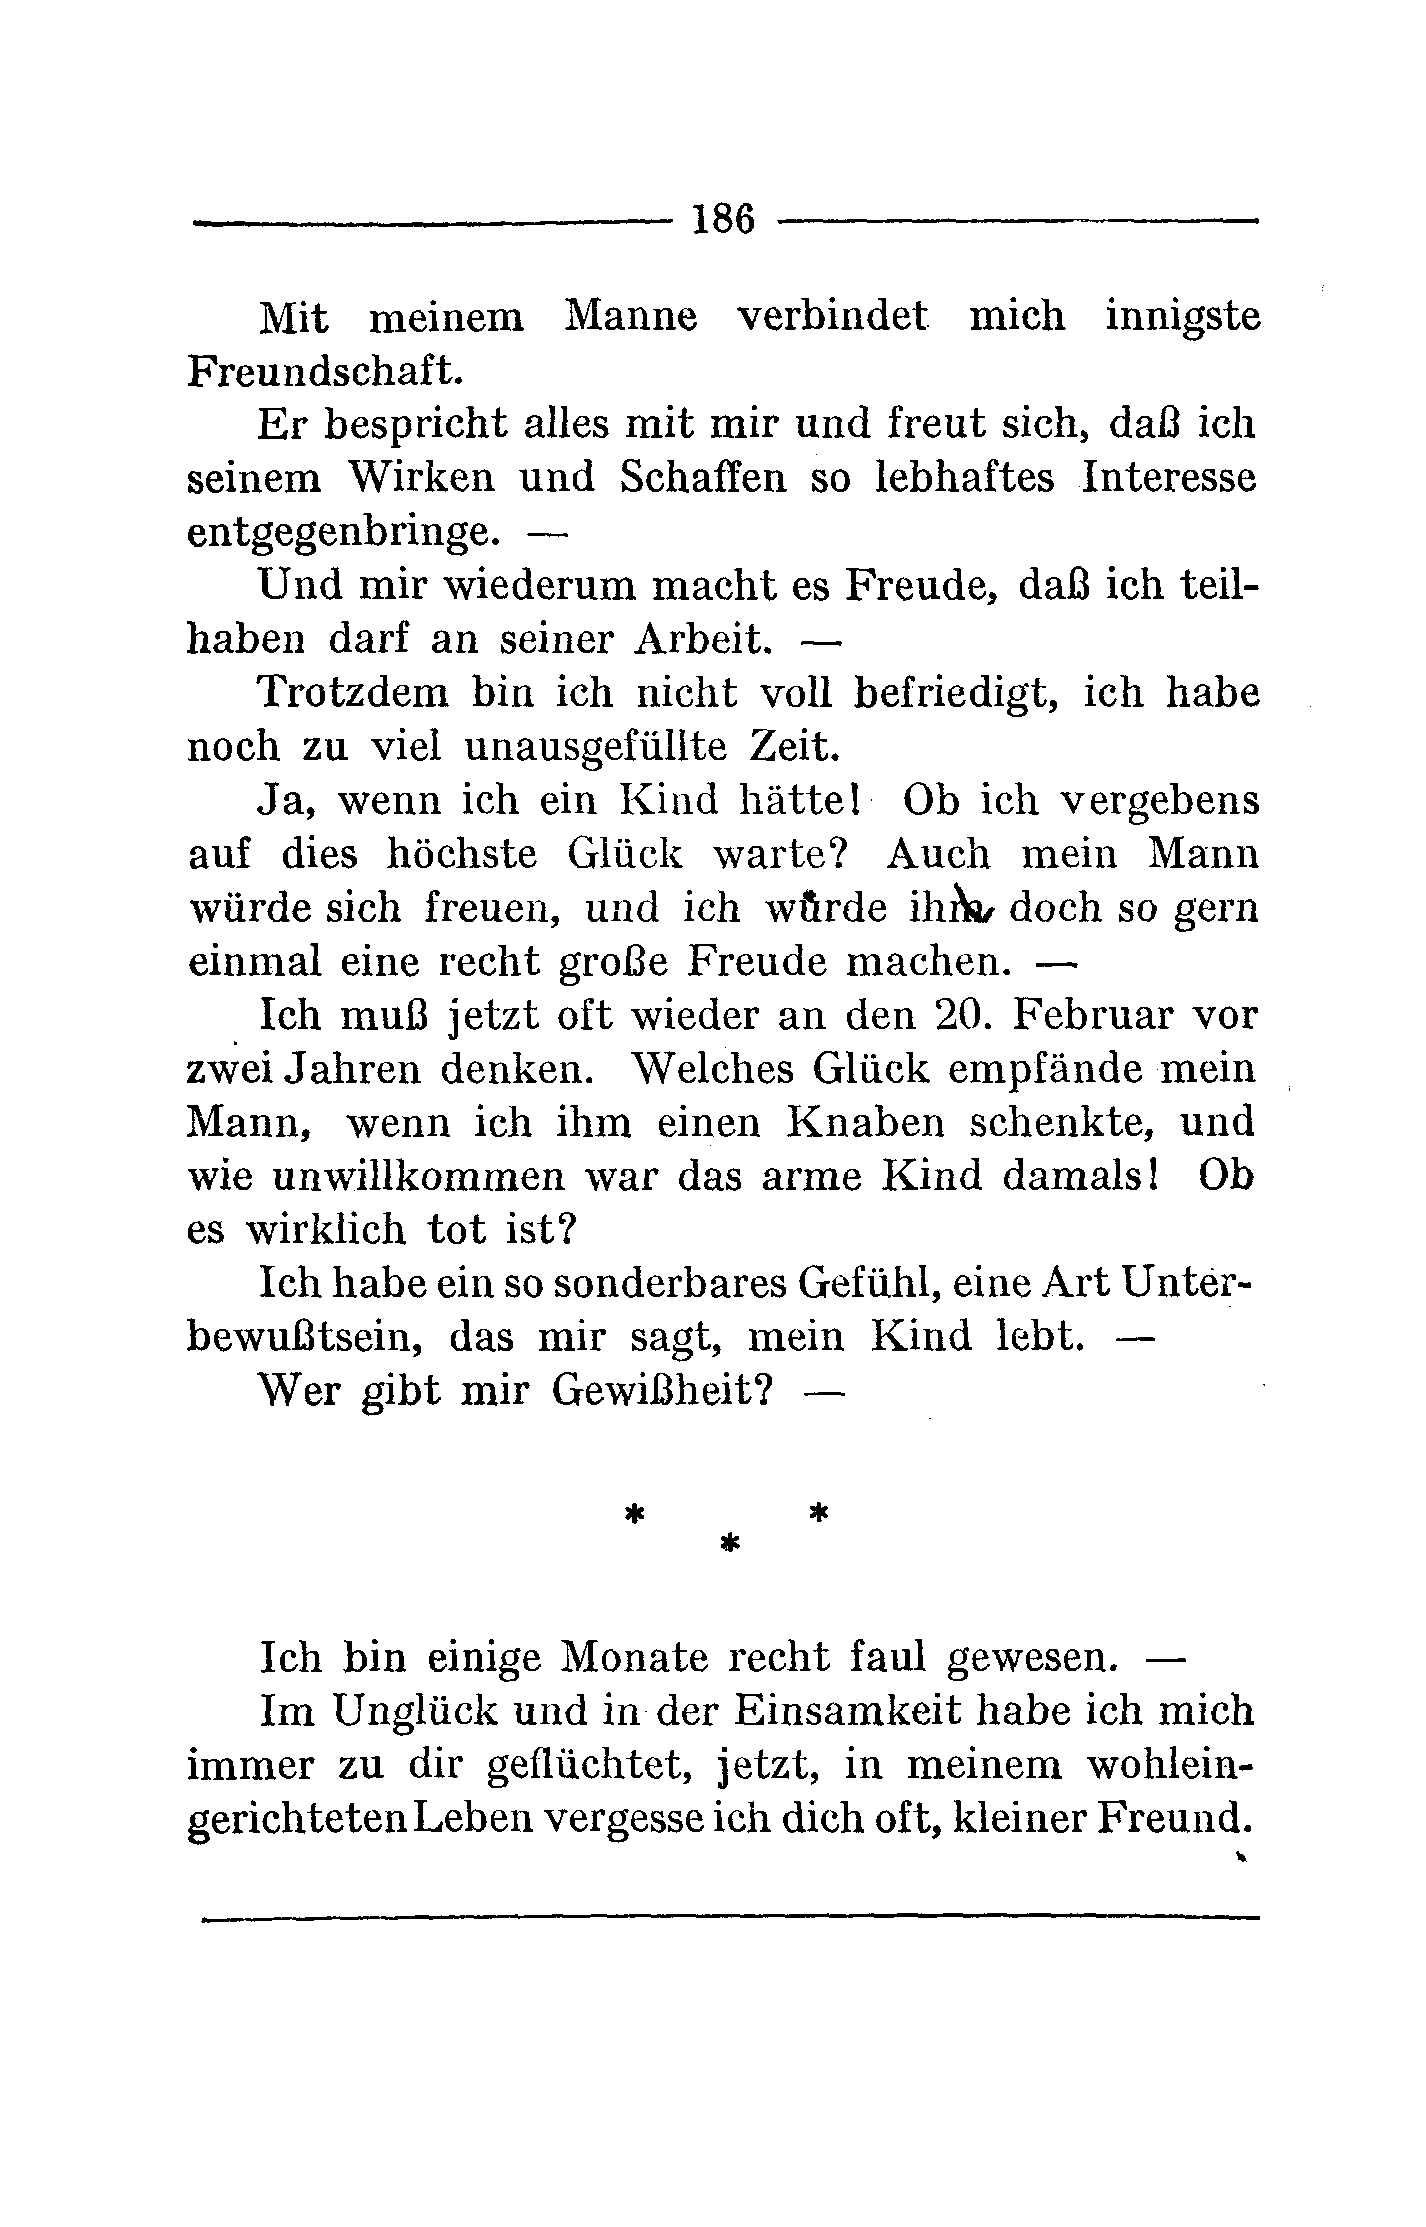 186
Mit meinem Manne verbindet mich innigste
Freundschaft.
Er bespricht alles mit mir und freut sich, daß ich
seinem Wirken und Schaffen so lebhaftes Interesse
entgegenbringe. —
Und mir wiederum macht es Freude, daß ich teil-
haben darf an seiner Arbeit. —
Trotzdem bin ich nicht voll befriedigt, ich habe
noch zu viel unausgefüllte Zeit.
Ja, wenn ich ein Kind hätte! Ob ich vergebens
auf dies höchste Glück warte? Auch mein Mann
würde sich freuen, und ich würde ihm doch so gern
einmal eine recht große Freude machen. —
Ich muß jetzt oft wieder an den 20. Februar vor
zwei Jahren denken. Welches Glück empfände mein
Mann, wenn ich ihm einen Knaben schenkte, und
wie unwillkommen war das arme Kind damals! Ob
es wirklich tot ist?
Ich habe ein so sonderbares Gefühl, eine Art Unter-
bewußtsein, das mir sagt, mein Kind lebt. —
Wer gibt mir Gewißheit? —
* * *
Ich bin einige Monate recht faul gewesen. —
Im Unglück und in der Einsamkeit habe ich mich
immer zu dir geflüchtet, jetzt, in meinem wohlein-
gerichteten Leben vergesse ich dich oft, kleiner Freund.